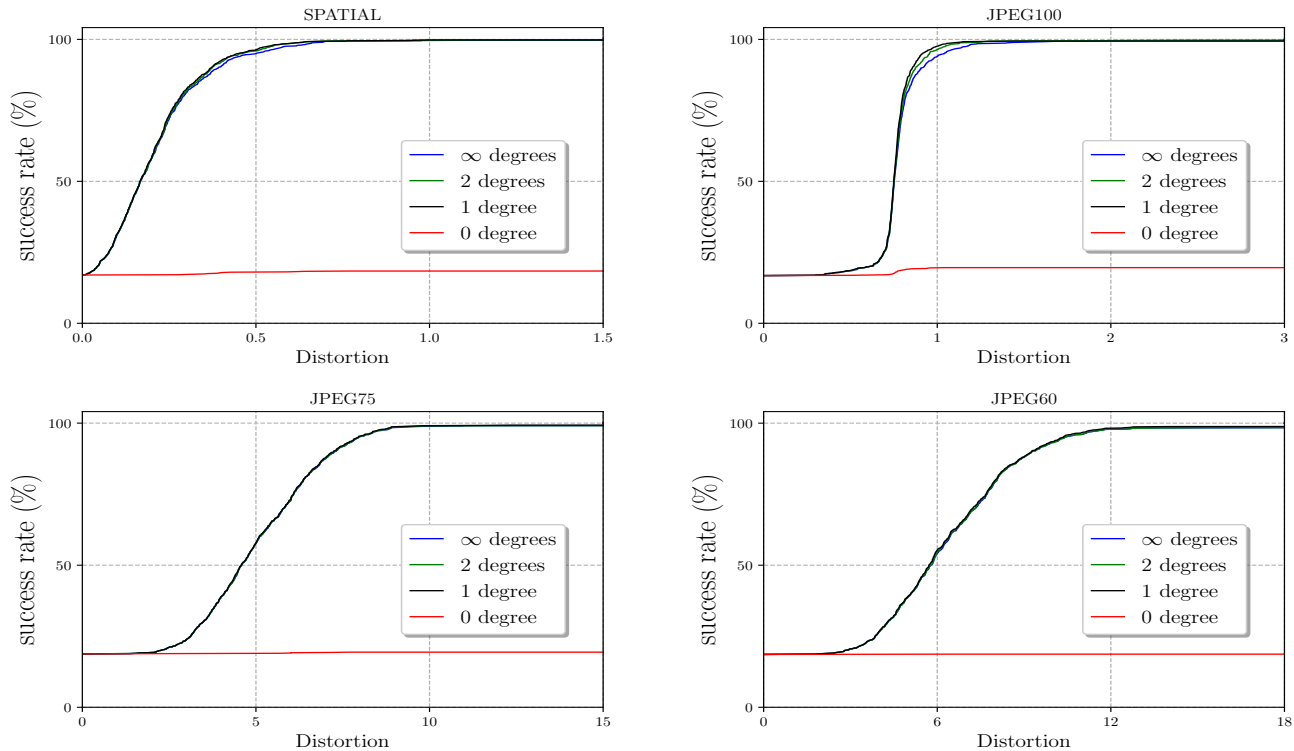 SPATIAL
success rate (%)
100
50
0
∞ degrees
2 degrees
1 degree
0 degree
0.0
0.5
1.0
1.5
Distortion
JPEG100
success rate (%)
100
50
0
∞ degrees
2 degrees
1 degree
0 degree
0
1
2
3
Distortion
JPEG75
success rate (%)
100
50
0
∞ degrees
2 degrees
1 degree
0 degree
0
5
10
15
Distortion
JPEG60
success rate (%)
100
50
0
∞ degrees
2 degrees
1 degree
0 degree
0
6
12
18
Distortion